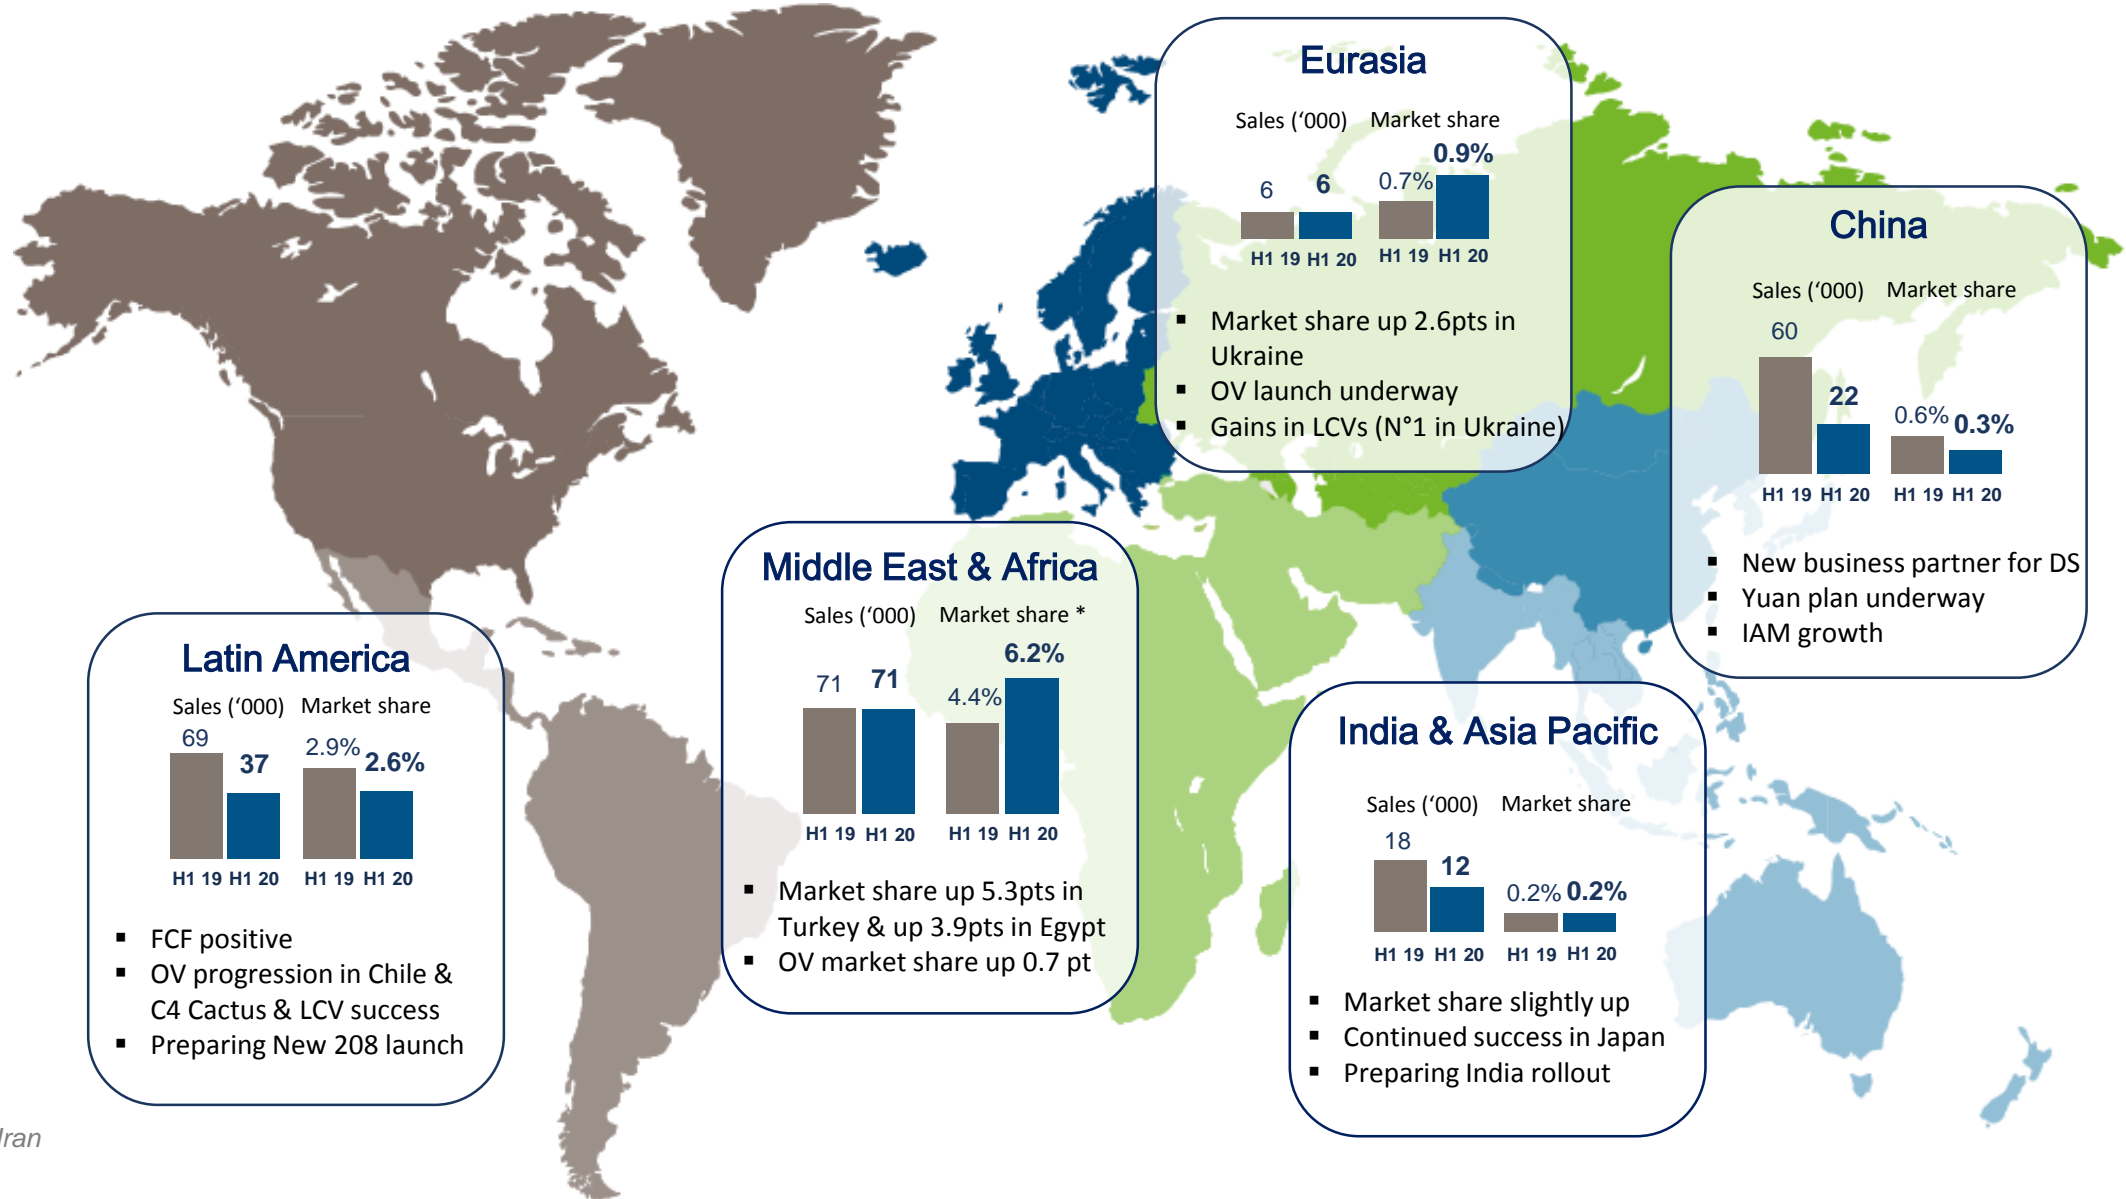 Eurasia
Sales (‘000) Market share
6 6 0.7% 0.9%
H1 19 H1 20 H1 19 H1 20
▪ Market share up 2.6pts in
Ukraine
▪ OV launch underway
▪ Gains in LCVs (N°1 in Ukraine)
China
Sales (‘000) Market share
60 22 0.6% 0.3%
H1 19 H1 20 H1 19 H1 20
▪ New business partner for DS
▪ Yuan plan underway
▪ IAM growth
Middle East & Africa
Sales (‘000) Market share *
71 71 4.4% 6.2%
H1 19 H1 20 H1 19 H1 20
▪ Market share up 5.3pts in
Turkey & up 3.9pts in Egypt
▪ OV market share up 0.7 pt
Latin America
Sales (‘000) Market share
69 37 2.9% 2.6%
H1 19 H1 20 H1 19 H1 20
▪ FCF positive
▪ OV progression in Chile &
C4 Cactus & LCV success
▪ Preparing New 208 launch
India & Asia Pacific
Sales (‘000) Market share
18 12 0.2% 0.2%
H1 19 H1 20 H1 19 H1 20
▪ Market share slightly up
▪ Continued success in Japan
▪ Preparing India rollout
Iran